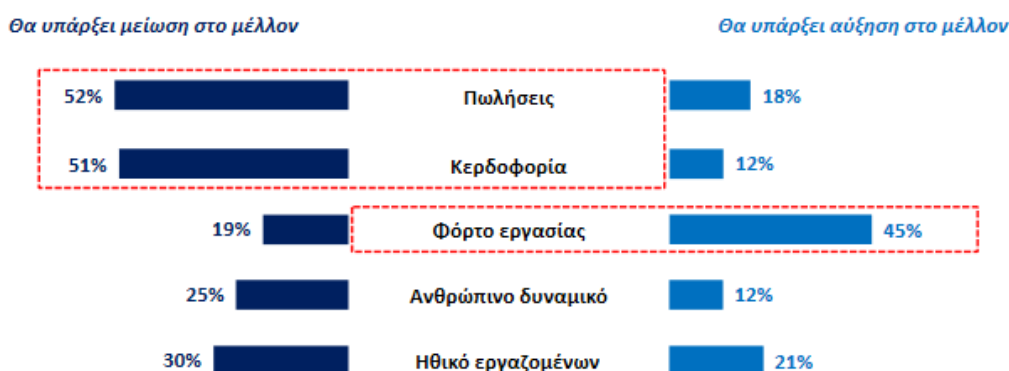 Θα υπάρξει μείωση στο μέλλον Θα υπάρξει αύξηση στο μέλλον
52% Πωλήσεις 18%
51% Κερδοφορία 12%
19% Φόρτο εργασίας 45%
25% Ανθρώπινο δυναμικό 12%
30% Ηθικό εργαζομένων 21%